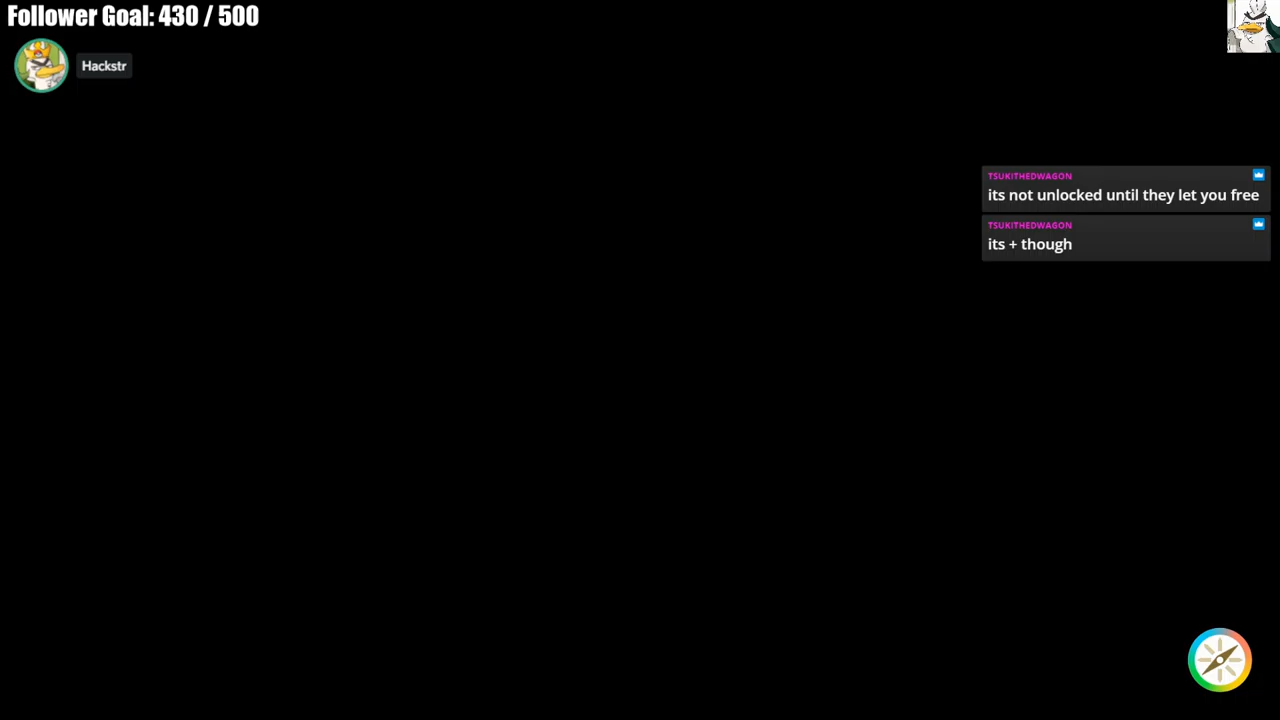 Follower Goal: 430 / 500
Hackstr
TSUKITHEDWAGON
its not unlocked until they let you free
TSUKITHEDWAGON
its + though